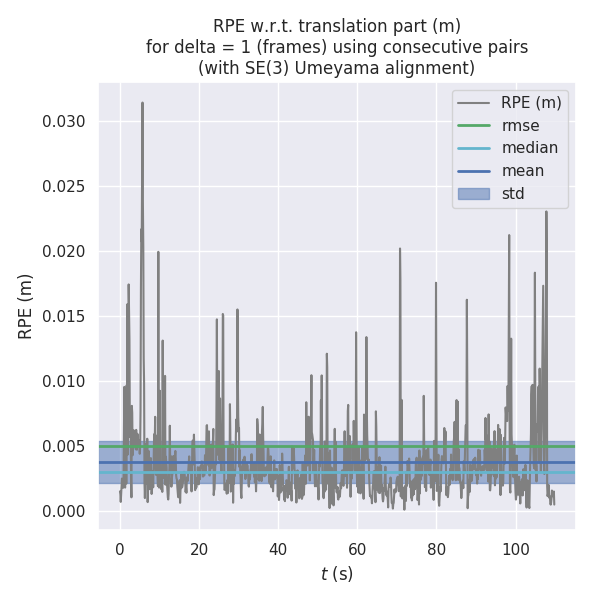 RPE w.r.t. translation part (m)
for delta = 1 (frames) using consecutive pairs
(with SE(3) Umeyama alignment)
RPE (m)
rmse
median
mean
std
0.030
0.025
0.020
0.015
0.010
0.005
0.000
RPE (m)
0
20
40
60
80
100
t (s)